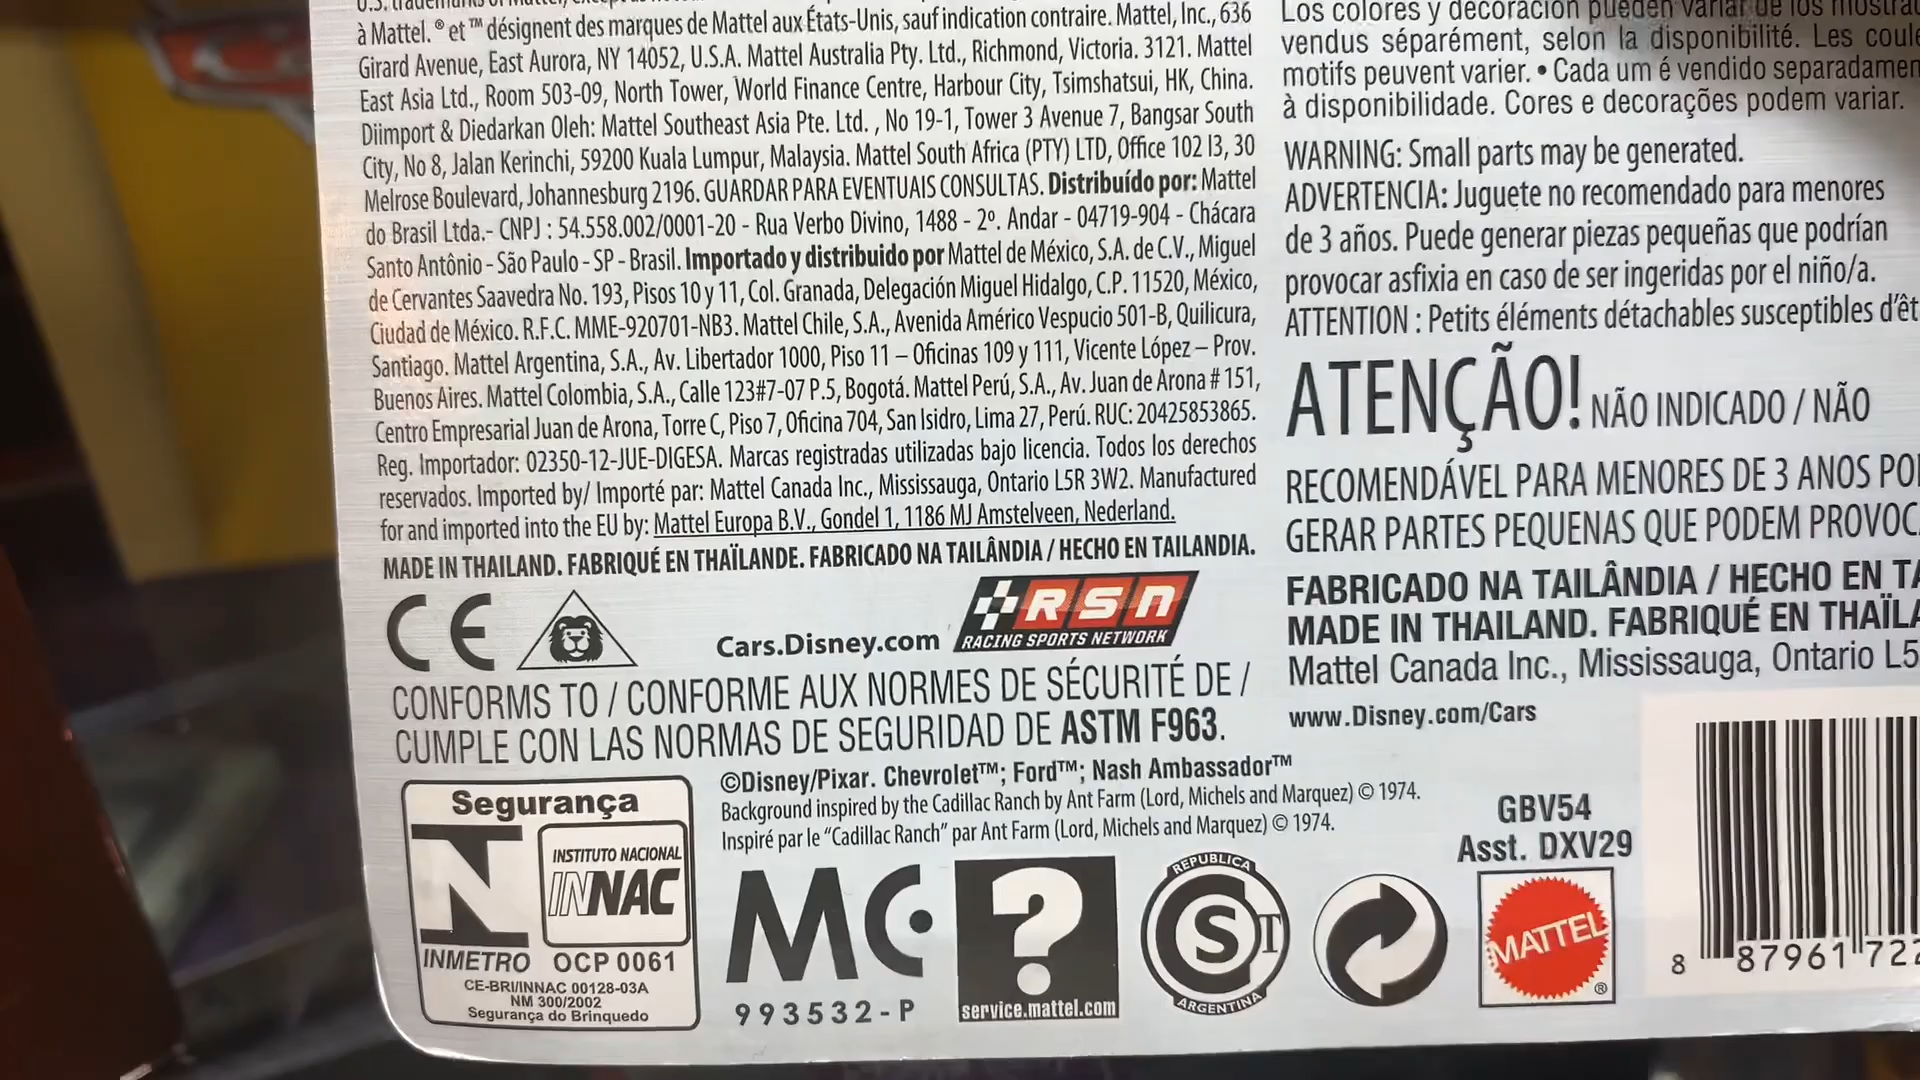 à Mattel. ® et ™ désignent des marques de Mattel aux États-Unis, sauf indication contraire. Mattel, Inc., 636
Girard Avenue, East Aurora, NY 14052, U.S.A. Mattel Australia Pty. Ltd., Richmond, Victoria. 3121. Mattel
East Asia Ltd., Room 503-09, North Tower, World Finance Centre, Harbour City, Tsimshatsui, HK, China.
Diimport & Diedarkan Oleh: Mattel Southeast Asia Pte. Ltd. , No 19-1, Tower 3 Avenue 7, Bangsar South
City, No 8, Jalan Kerinchi, 59200 Kuala Lumpur, Malaysia. Mattel South Africa (PTY) LTD, Office 102 I3, 30
Melrose Boulevard, Johannesburg 2196. GUARDAR PARA EVENTUAIS CONSULTAS. Distribuído por: Mattel
do Brasil Ltda.- CNPJ : 54.558.002/0001-20 - Rua Verbo Divino, 1488 - 2º. Andar - 04719-904 - Chácara
Santo Antônio - São Paulo - SP - Brasil. Importado y distribuido por Mattel de México, S.A. de C.V., Miguel
de Cervantes Saavedra No. 193, Pisos 10 y 11, Col. Granada, Delegación Miguel Hidalgo, C.P. 11520, México,
Ciudad de México. R.F.C. MME-920701-NB3. Mattel Chile, S.A., Avenida Américo Vespucio 501-B, Quilicura,
Santiago. Mattel Argentina, S.A., Av. Libertador 1000, Piso 11 – Oficinas 109 y 111, Vicente López – Prov.
Buenos Aires. Mattel Colombia, S.A., Calle 123#7-07 P.5, Bogotá. Mattel Perú, S.A., Av. Juan de Arona # 151,
Centro Empresarial Juan de Arona, Torre C, Piso 7, Oficina 704, San Isidro, Lima 27, Perú. RUC: 20425853865.
Reg. Importador: 02350-12-JUE-DIGESA. Marcas registradas utilizadas bajo licencia. Todos los derechos
reservados. Imported by/ Importé par: Mattel Canada Inc., Mississauga, Ontario L5R 3W2. Manufactured
for and imported into the EU by: Mattel Europa B.V., Gondel 1, 1186 MJ Amstelveen, Nederland.
MADE IN THAILAND. FABRIQUÉ EN THAÏLANDE. FABRICADO NA TAILÂNDIA / HECHO EN TAILANDIA.
CE
Cars.Disney.com
RSN
RACING SPORTS NETWORK
CONFORMS TO / CONFORME AUX NORMES DE SÉCURITÉ DE /
CUMPLE CON LAS NORMAS DE SEGURIDAD DE ASTM F963.
©Disney/Pixar. Chevrolet™; Ford™; Nash Ambassador™
Background inspired by the Cadillac Ranch by Ant Farm (Lord, Michels and Marquez) © 1974.
Inspiré par le "Cadillac Ranch" par Ant Farm (Lord, Michels and Marquez) © 1974.
Segurança
INSTITUTO NACIONAL
INNAC
INMETRO OCP 0061
CE-BRI/INNAC 00128-03A
NM 300/2002
Segurança do Brinquedo
MC
993532-P
?
service.mattel.com
REPUBLICA
S T
ARGENTINA
Los colores y decoración pueden variar de los
vendus séparément, selon la disponibilité. Les
motifs peuvent varier. • Cada um é vendido
à disponibilidade. Cores e decorações podem variar.
WARNING: Small parts may be generated.
ADVERTENCIA: Juguete no recomendado para menores
de 3 años. Puede generar piezas pequeñas que podrían
provocar asfixia en caso de ser ingeridas por el niño/a.
ATTENTION : Petits éléments détachables susceptibles
ATENÇÃO! NÃO INDICADO / NÃO
RECOMENDÁVEL PARA MENORES DE 3 ANOS
GERAR PARTES PEQUENAS QUE PODEM
FABRICADO NA TAILÂNDIA / HECHO EN
MADE IN THAILAND. FABRIQUÉ EN
Mattel Canada Inc., Mississauga, Ontario
www.Disney.com/Cars
GBV54
Asst. DXV29
MATTEL
®
8 87961 722